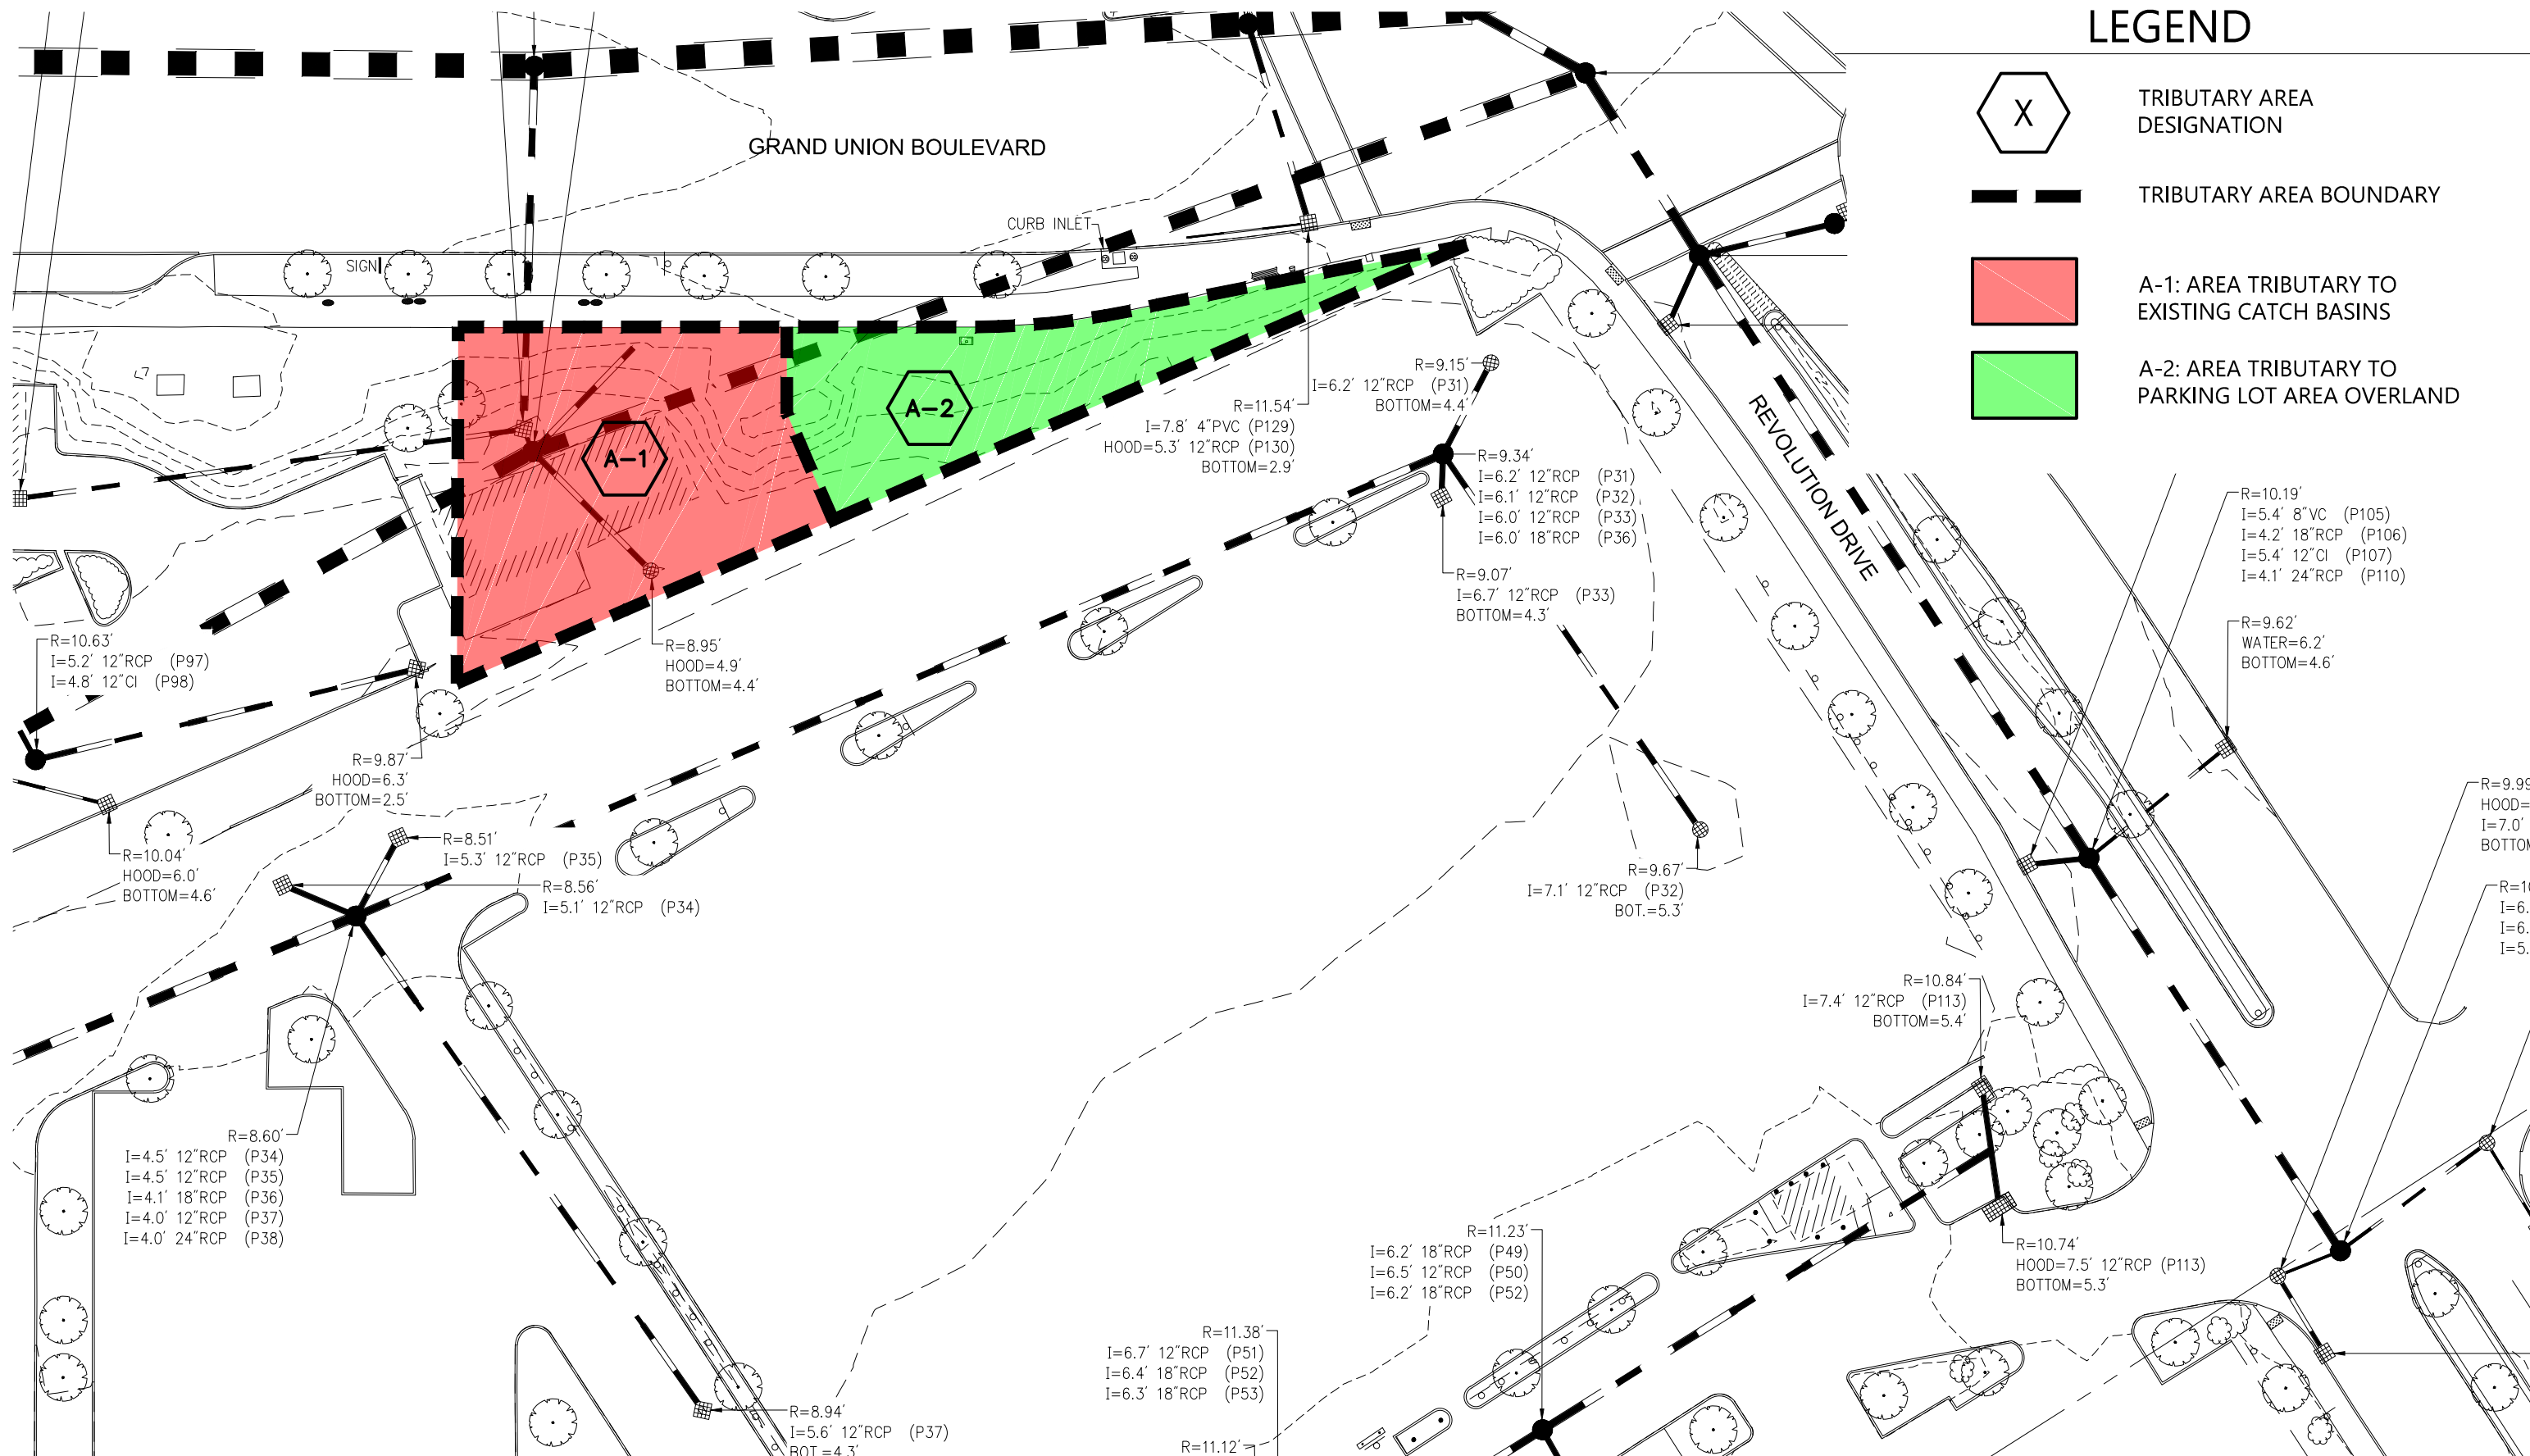 LEGEND
X
TRIBUTARY AREA
DESIGNATION
TRIBUTARY AREA BOUNDARY
A-1: AREA TRIBUTARY TO
EXISTING CATCH BASINS
A-2: AREA TRIBUTARY TO
PARKING LOT AREA OVERLAND
GRAND UNION BOULEVARD
CURB INLET
SIGN
A-1
A-2
REVOLUTION DRIVE
R=9.15'
I=6.2' 12"RCP (P31)
BOTTOM=4.4'
R=11.54'
I=7.8' 4"PVC (P129)
HOOD=5.3' 12"RCP (P130)
BOTTOM=2.9'
R=9.34'
I=6.2' 12"RCP (P31)
I=6.1' 12"RCP (P32)
I=6.0' 12"RCP (P33)
I=6.0' 18"RCP (P36)
R=9.07'
I=6.7' 12"RCP (P33)
BOTTOM=4.3'
R=10.19'
I=5.4' 8"VC (P105)
I=4.2' 18"RCP (P106)
I=5.4' 12"CI (P107)
I=4.1' 24"RCP (P110)
R=9.62'
WATER=6.2'
BOTTOM=4.6'
R=10.63'
I=5.2' 12"RCP (P97)
I=4.8' 12"CI (P98)
R=8.95'
HOOD=4.9'
BOTTOM=4.4'
R=9.87'
HOOD=6.3'
BOTTOM=2.5'
R=10.04'
HOOD=6.0'
BOTTOM=4.6'
R=8.51'
I=5.3' 12"RCP (P35)
R=8.56'
I=5.1' 12"RCP (P34)
R=9.67'
I=7.1' 12"RCP (P32)
BOT.=5.3'
R=9.99
HOOD=
I=7.0'
BOTTOM
I=6.
I=6.
I=5.
R=10.84'
I=7.4' 12"RCP (P113)
BOTTOM=5.4'
R=8.60'
I=4.5' 12"RCP (P34)
I=4.5' 12"RCP (P35)
I=4.1' 18"RCP (P36)
I=4.0' 12"RCP (P37)
I=4.0' 24"RCP (P38)
R=11.23'
I=6.2' 18"RCP (P49)
I=6.5' 12"RCP (P50)
I=6.2' 18"RCP (P52)
R=10.74'
HOOD=7.5' 12"RCP (P113)
BOTTOM=5.3'
R=11.38'
I=6.7' 12"RCP (P51)
I=6.4' 18"RCP (P52)
I=6.3' 18"RCP (P53)
R=8.94'
I=5.6' 12"RCP (P37)
BOT.=4.3'
R=11.12'